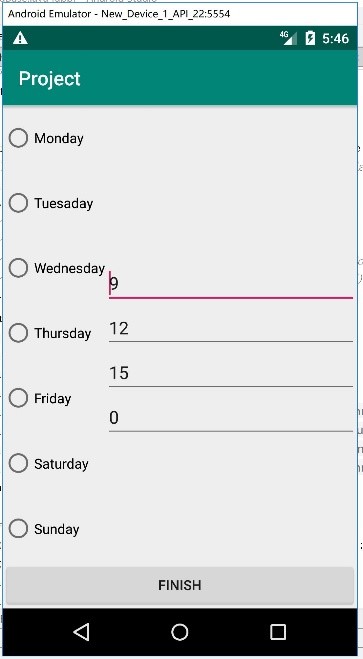 Android Emulator - New_Device_1_API_22:5554
4G 5:46
Project
Monday
Tuesaday
Wednesday
9
Thursday
12
15
Friday
0
Saturday
Sunday
FINISH